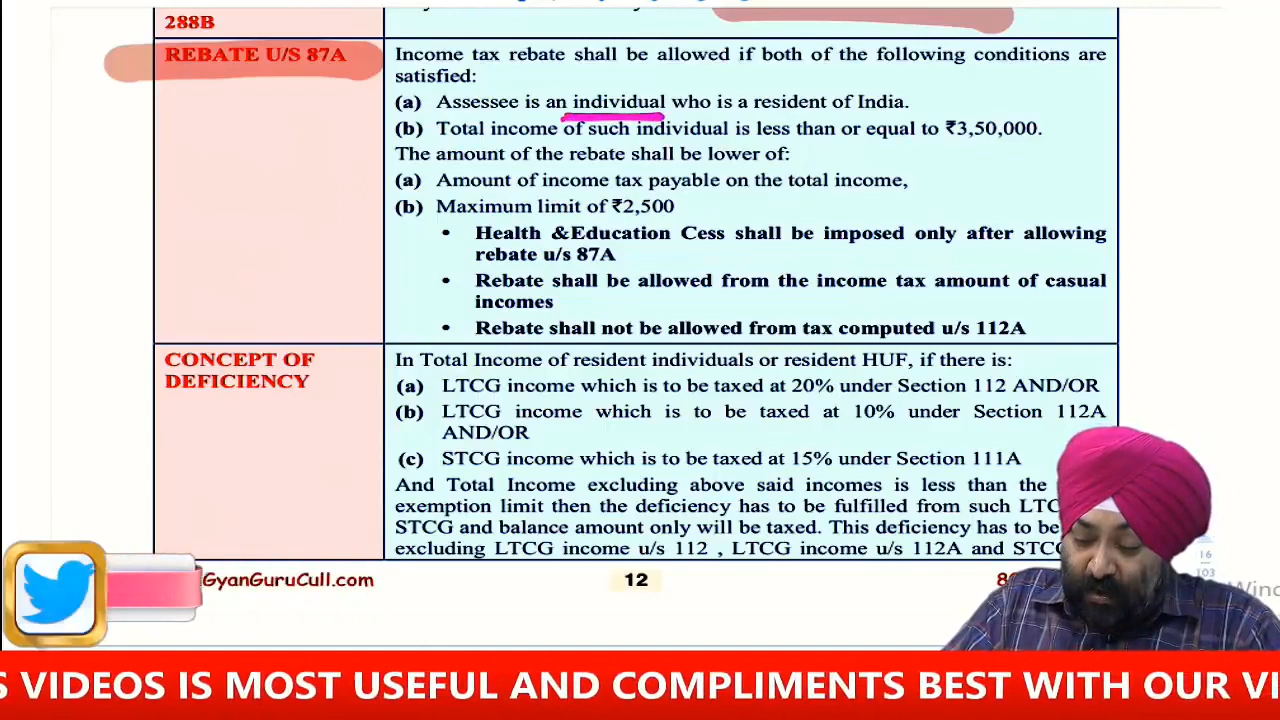 288B
REBATE U/S 87A
Income tax rebate shall be allowed if both of the following conditions are
satisfied:
(a) Assessee is an individual who is a resident of India.
(b) Total income of such individual is less than or equal to ₹3,50,000.
The amount of the rebate shall be lower of:
(a) Amount of income tax payable on the total income,
(b) Maximum limit of ₹2,500
• Health &Education Cess shall be imposed only after allowing
rebate u/s 87A
• Rebate shall be allowed from the income tax amount of casual
incomes
• Rebate shall not be allowed from tax computed u/s 112A
CONCEPT OF
DEFICIENCY
In Total Income of resident individuals or resident HUF, if there is:
(a) LTCG income which is to be taxed at 20% under Section 112 AND/OR
(b) LTCG income which is to be taxed at 10% under Section 112A
AND/OR
(c) STCG income which is to be taxed at 15% under Section 111A
And Total Income excluding above said incomes is less than the
exemption limit then the deficiency has to be fulfilled from such
STCG and balance amount only will be taxed. This deficiency has to be
excluding LTCG income u/s 112 , LTCG income u/s 112A and
GyanGuruCull.com
12
16
103
S VIDEOS IS MOST USEFUL AND COMPLIMENTS BEST WITH OUR